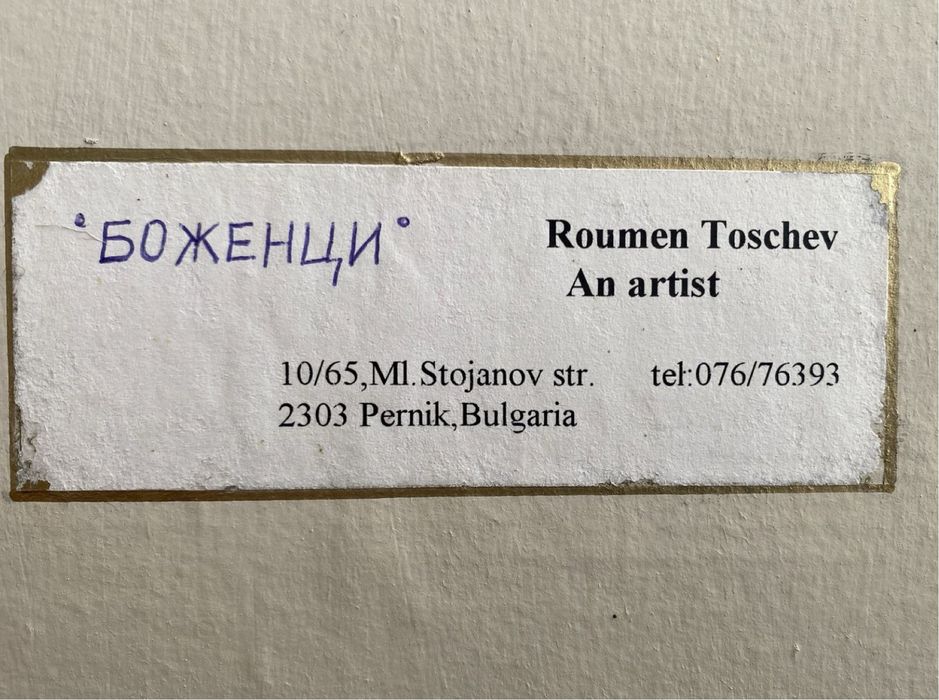 "БОЖЕНЦИ"
Roumen Toschev
An artist
10/65,Ml.Stojanov str. tel:076/76393
2303 Pernik,Bulgaria